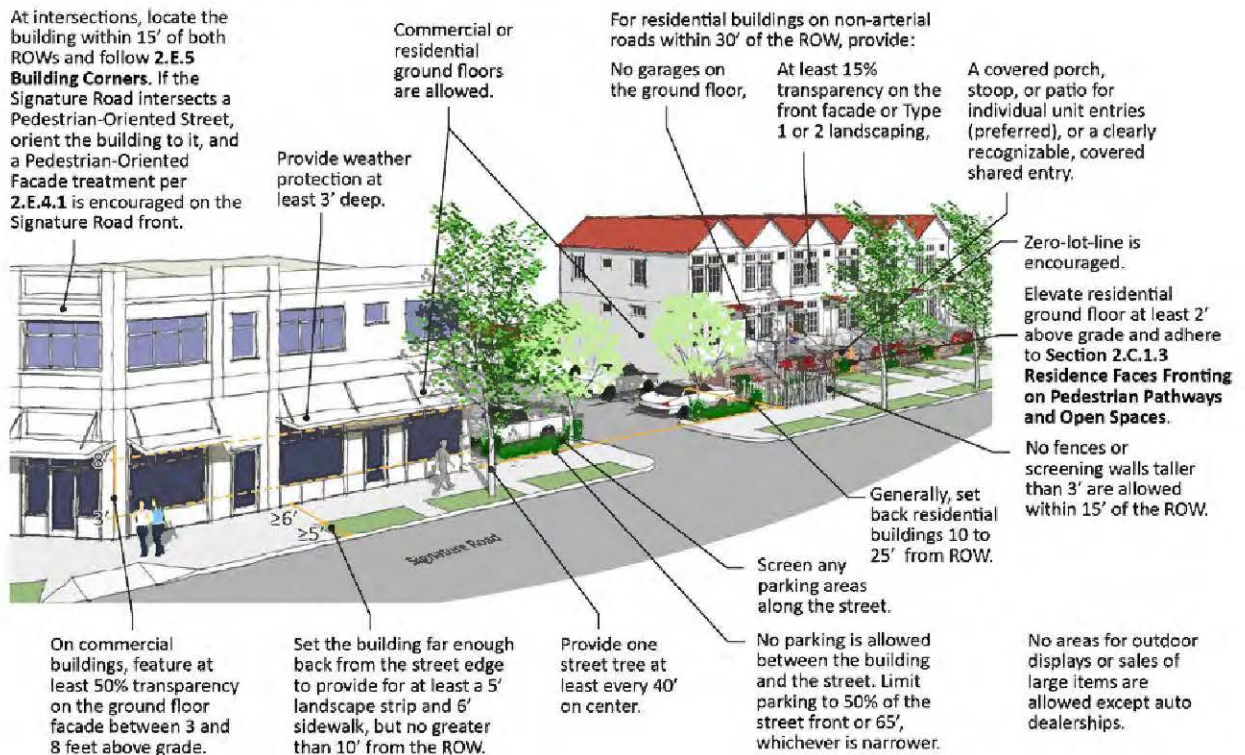 At intersections, locate the
building within 15' of both
ROWs and follow 2.E.5
Building Corners. If the
Signature Road intersects a
Pedestrian-Oriented Street,
orient the building to it, and
a Pedestrian-Oriented
Facade treatment per
2.E.4.1 is encouraged on the
Signature Road front.
Provide weather
protection at
least 3' deep.
Commercial or
residential
ground floors
are allowed.
For residential buildings on non-arterial
roads within 30' of the ROW, provide:
No garages on
the ground floor,
At least 15%
transparency on the
front facade or Type
1 or 2 landscaping,
A covered porch,
stoop, or patio for
individual unit entries
(preferred), or a clearly
recognizable, covered
shared entry.
Zero-lot-line is
encouraged.
Elevate residential
ground floor at least 2'
above grade and adhere
to Section 2.C.1.3
Residence Faces Fronting
on Pedestrian Pathways
and Open Spaces.
No fences or
screening walls taller
than 3' are allowed
within 15' of the ROW.
Generally, set
back residential
buildings 10 to
25' from ROW.
8'
3'
≥6'
≥5'
Signature Road
Screen any
parking areas
along the street.
On commercial
buildings, feature at
least 50% transparency
on the ground floor
facade between 3 and
8 feet above grade.
Set the building far enough
back from the street edge
to provide for at least a 5'
landscape strip and 6'
sidewalk, but no greater
than 10' from the ROW.
Provide one
street tree at
least every 40'
on center.
No parking is allowed
between the building
and the street. Limit
parking to 50% of the
street front or 65',
whichever is narrower.
No areas for outdoor
displays or sales of
large items are
allowed except auto
dealerships.